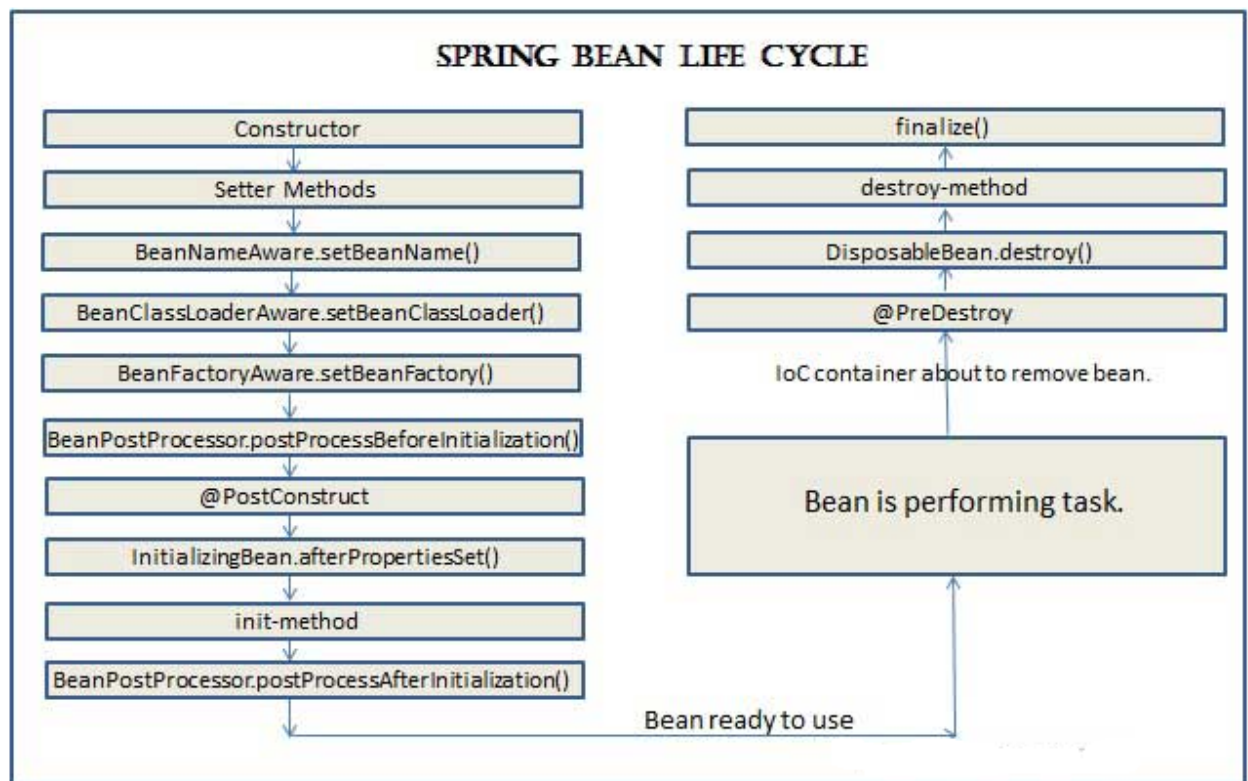 SPRING BEAN LIFE CYCLE
Constructor
Setter Methods
BeanNameAware.setBeanName()
BeanClassLoaderAware.setBeanClassLoader()
BeanFactoryAware.setBeanFactory()
BeanPostProcessor.postProcessBeforeInitialization()
@PostConstruct
InitializingBean.afterPropertiesSet()
init-method
BeanPostProcessor.postProcessAfterInitialization()
Bean ready to use
Bean is performing task.
IoC container about to remove bean.
@PreDestroy
DisposableBean.destroy()
destroy-method
finalize()